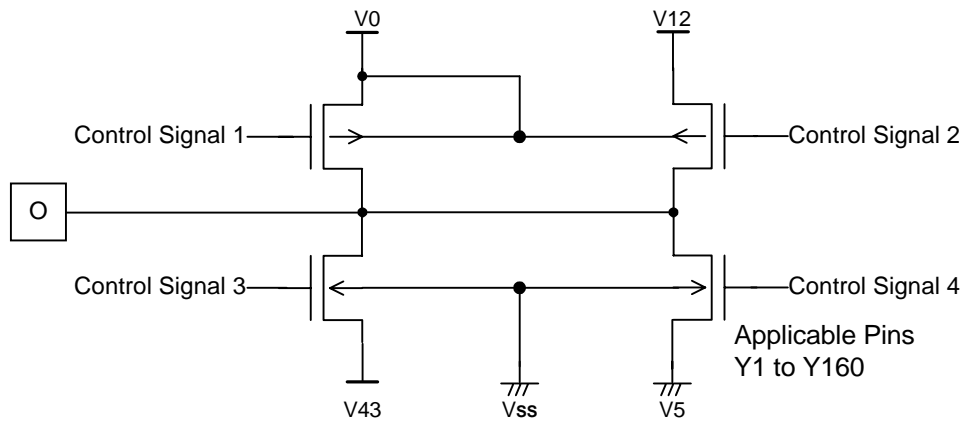 V0
V12
Control Signal 1
Control Signal 2
O
Control Signal 3
Control Signal 4
Applicable Pins
Y1 to Y160
V43
Vss
V5